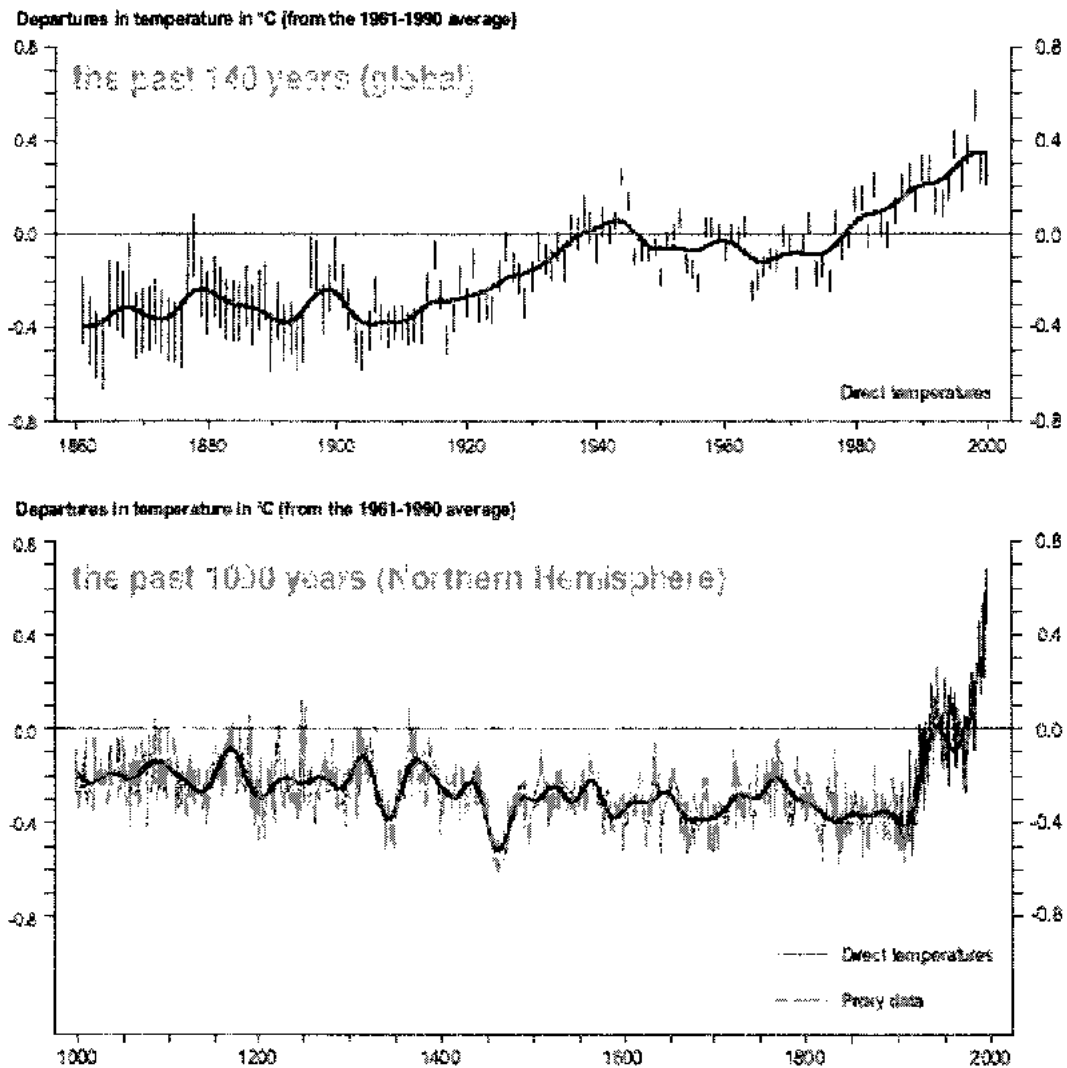 Departures in temperature in °C (from the 1961-1990 average)
the past 140 years (global)
0.8 0.8
0.4 0.4
0.0 0.0
-0.4 -0.4
Direct temperatures
-0.8 -0.8
1860 1880 1900 1920 1940 1960 1980 2000
Departures in temperature in °C (from the 1961-1990 average)
the past 1000 years (Northern Hemisphere)
0.8 0.8
0.4 0.4
0.0 0.0
-0.4 -0.4
-0.8 -0.8
Direct temperatures
Proxy data
1000 1200 1400 1600 1800 2000